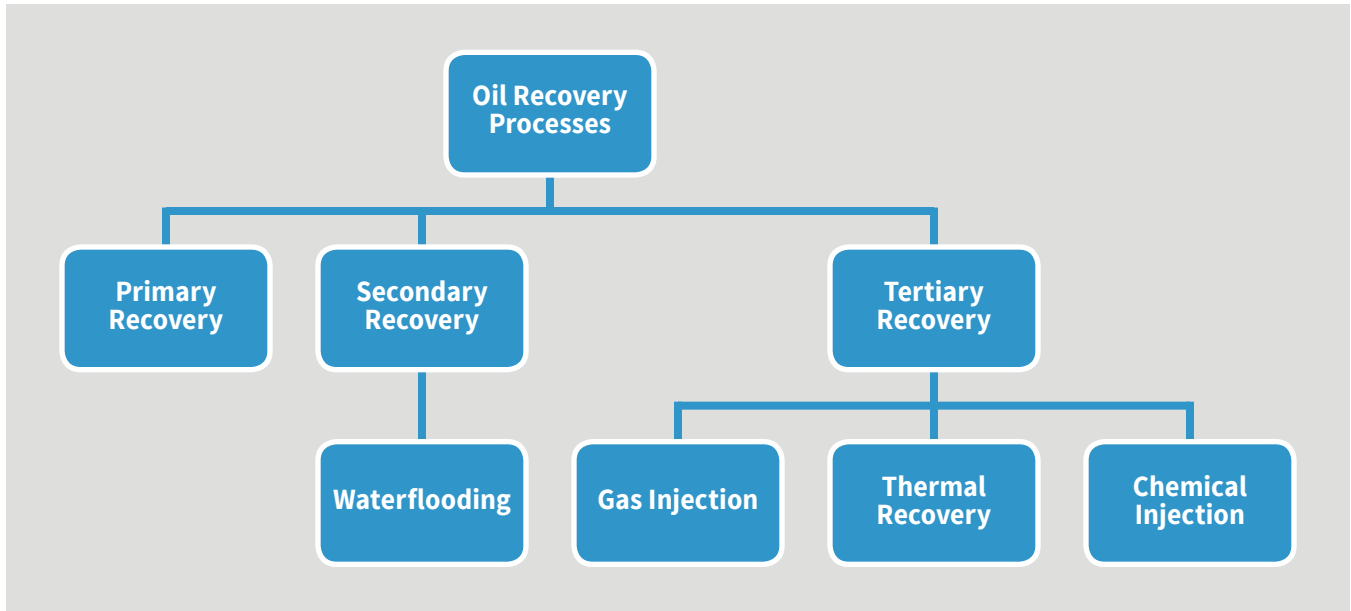 Oil Recovery
Processes
Primary
Recovery
Secondary
Recovery
Tertiary
Recovery
Waterflooding
Gas Injection
Thermal
Recovery
Chemical
Injection